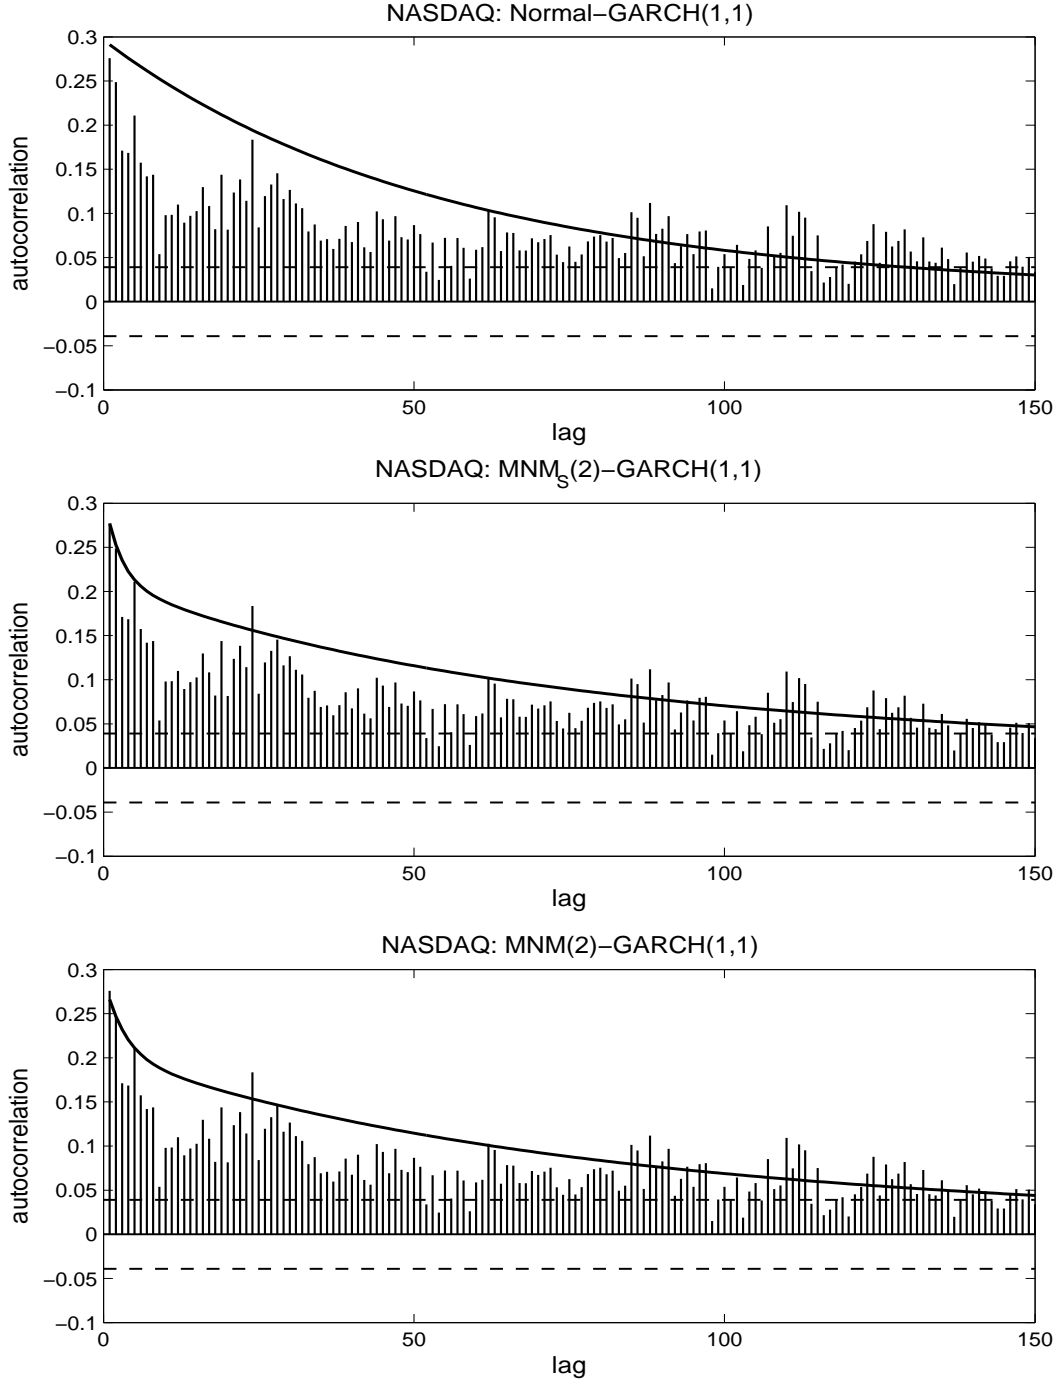 NASDAQ: Normal−GARCH(1,1)
0.3
0.25
0.2
0.15
0.1
0.05
0
−0.05
−0.1
autocorrelation
0 50 100 150
lag
NASDAQ: MNM_S(2)−GARCH(1,1)
0.3
0.25
0.2
0.15
0.1
0.05
0
−0.05
−0.1
autocorrelation
0 50 100 150
lag
NASDAQ: MNM(2)−GARCH(1,1)
0.3
0.25
0.2
0.15
0.1
0.05
0
−0.05
−0.1
autocorrelation
0 50 100 150
lag